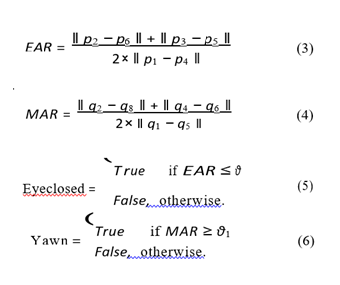 EAR = ‖ p2 − p6 ‖ + ‖ p3 − p5 ‖ / 2× ‖ p1 − p4 ‖ (3)
MAR = ‖ q2 − q8 ‖ + ‖ q4 − q6 ‖ / 2× ‖ q1 − q5 ‖ (4)
True if EAR ≤ ϑ
Eyeclosed = (5)
False, otherwise.
True if MAR ≥ ϑ1
Yawn = (6)
False, otherwise.